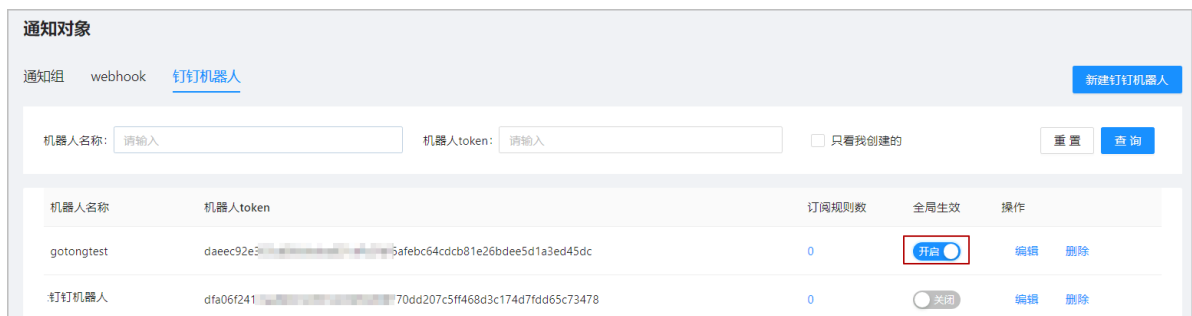 通知对象
通知组 webhook 钉钉机器人 新建钉钉机器人
机器人名称: 请输入 机器人token: 请输入 只看我创建的 重置 查询
机器人名称 机器人token 订阅规则数 全局生效 操作
gotongtest daeec92e3 5afebc64cdcb81e26bdee5d1a3ed45dc 0 开启 编辑 删除
钉钉机器人 dfa06f241 70dd207c5ff468d3c174d7fdd65c73478 0 关闭 编辑 删除